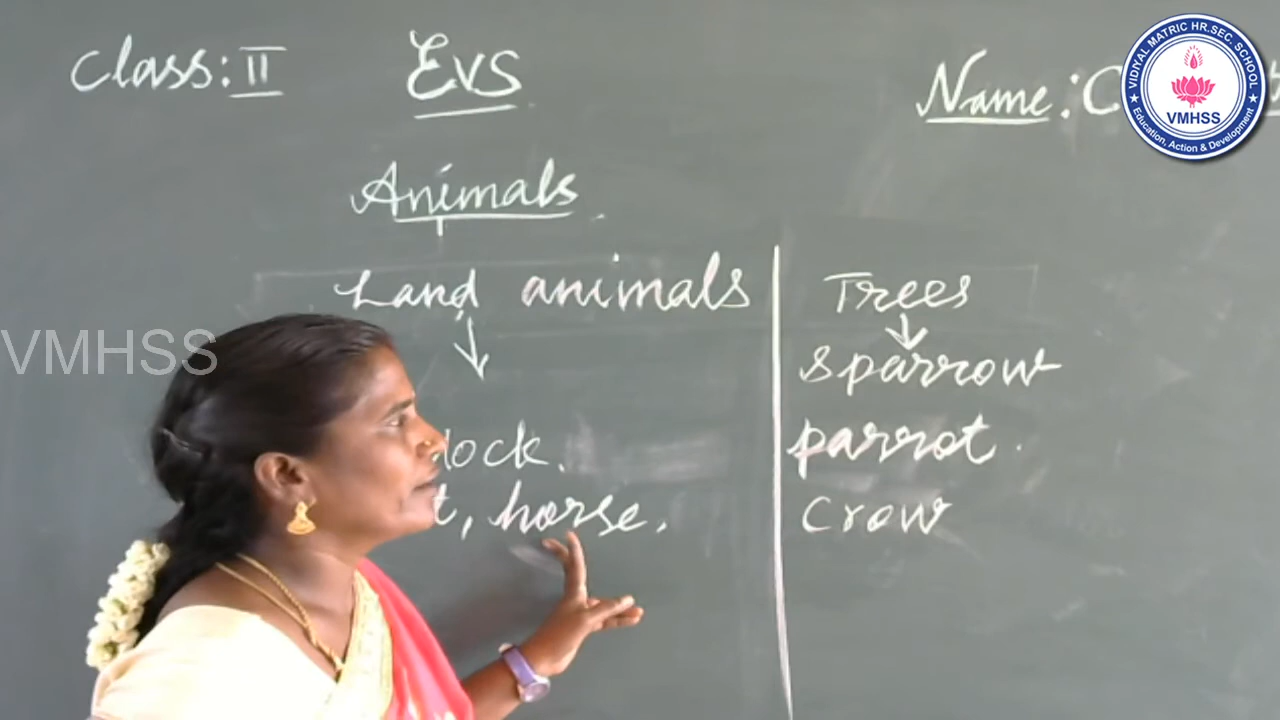 Class: II
EVS
Name: C
VIDIYAL MATRIC HR.SEC. SCHOOL
VMHSS
Education, Action & Development
Animals
Land animals
horse.
Trees
Sparrow
parrot.
Crow
VMHSS